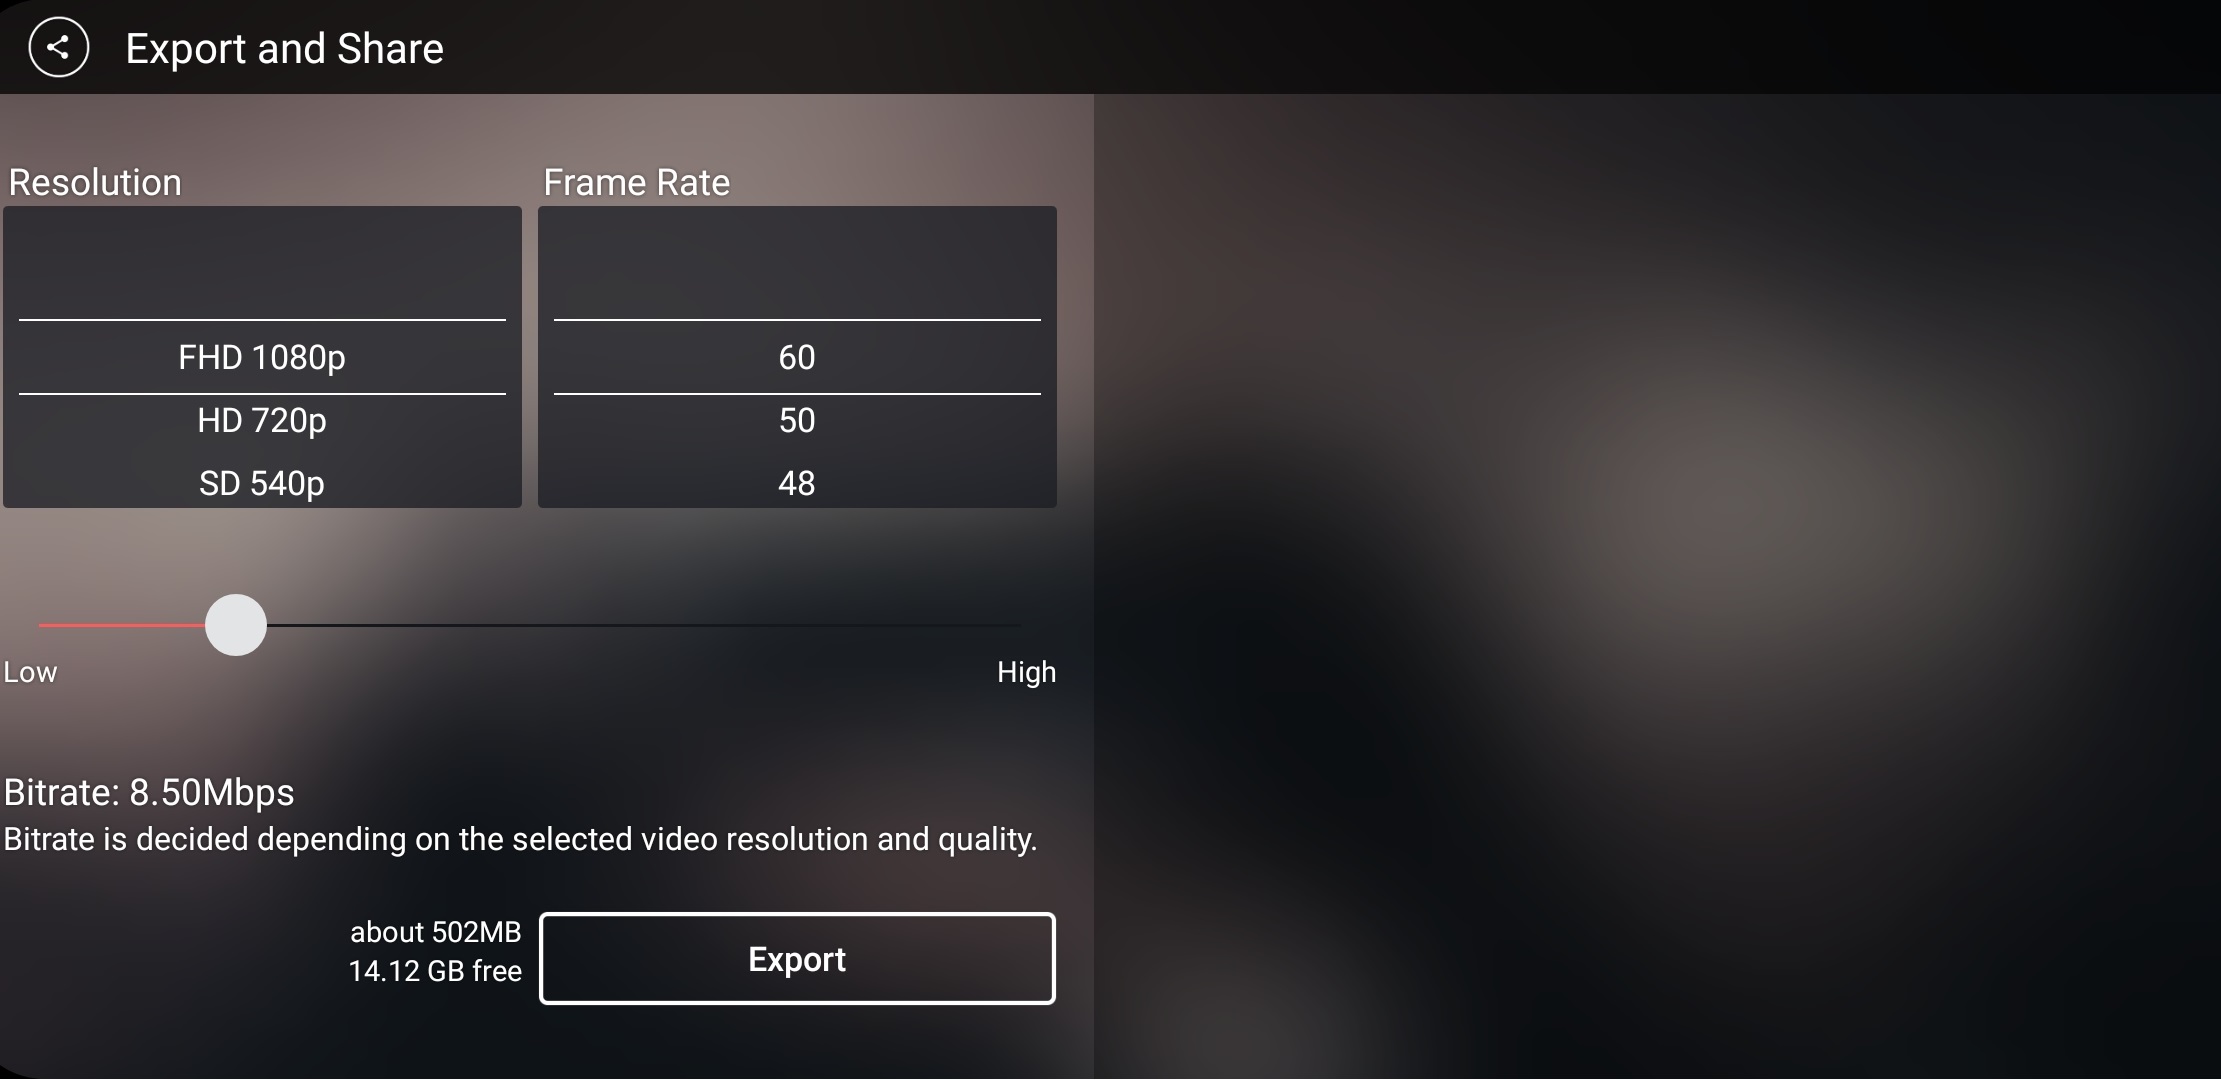 Export and Share
Resolution
Frame Rate
FHD 1080p
60
HD 720p
50
SD 540p
48
Low
High
Bitrate: 8.50Mbps
Bitrate is decided depending on the selected video resolution and quality.
about 502MB
14.12 GB free
Export